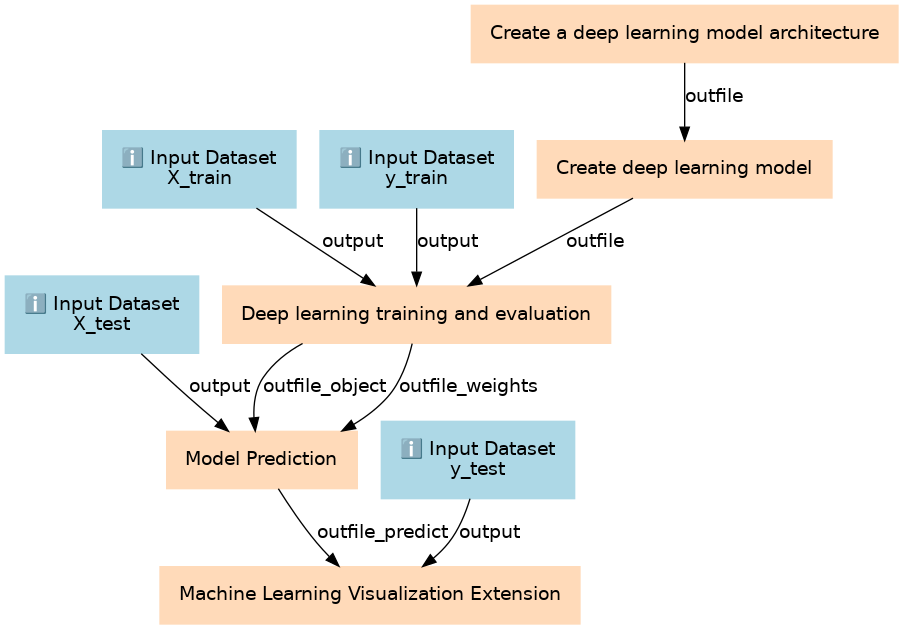 Create a deep learning model architecture
outfile
ℹ️ Input Dataset
X_train
ℹ️ Input Dataset
y_train
Create deep learning model
output
output
outfile
ℹ️ Input Dataset
X_test
Deep learning training and evaluation
output
outfile_object
outfile_weights
Model Prediction
ℹ️ Input Dataset
y_test
outfile_predict
output
Machine Learning Visualization Extension